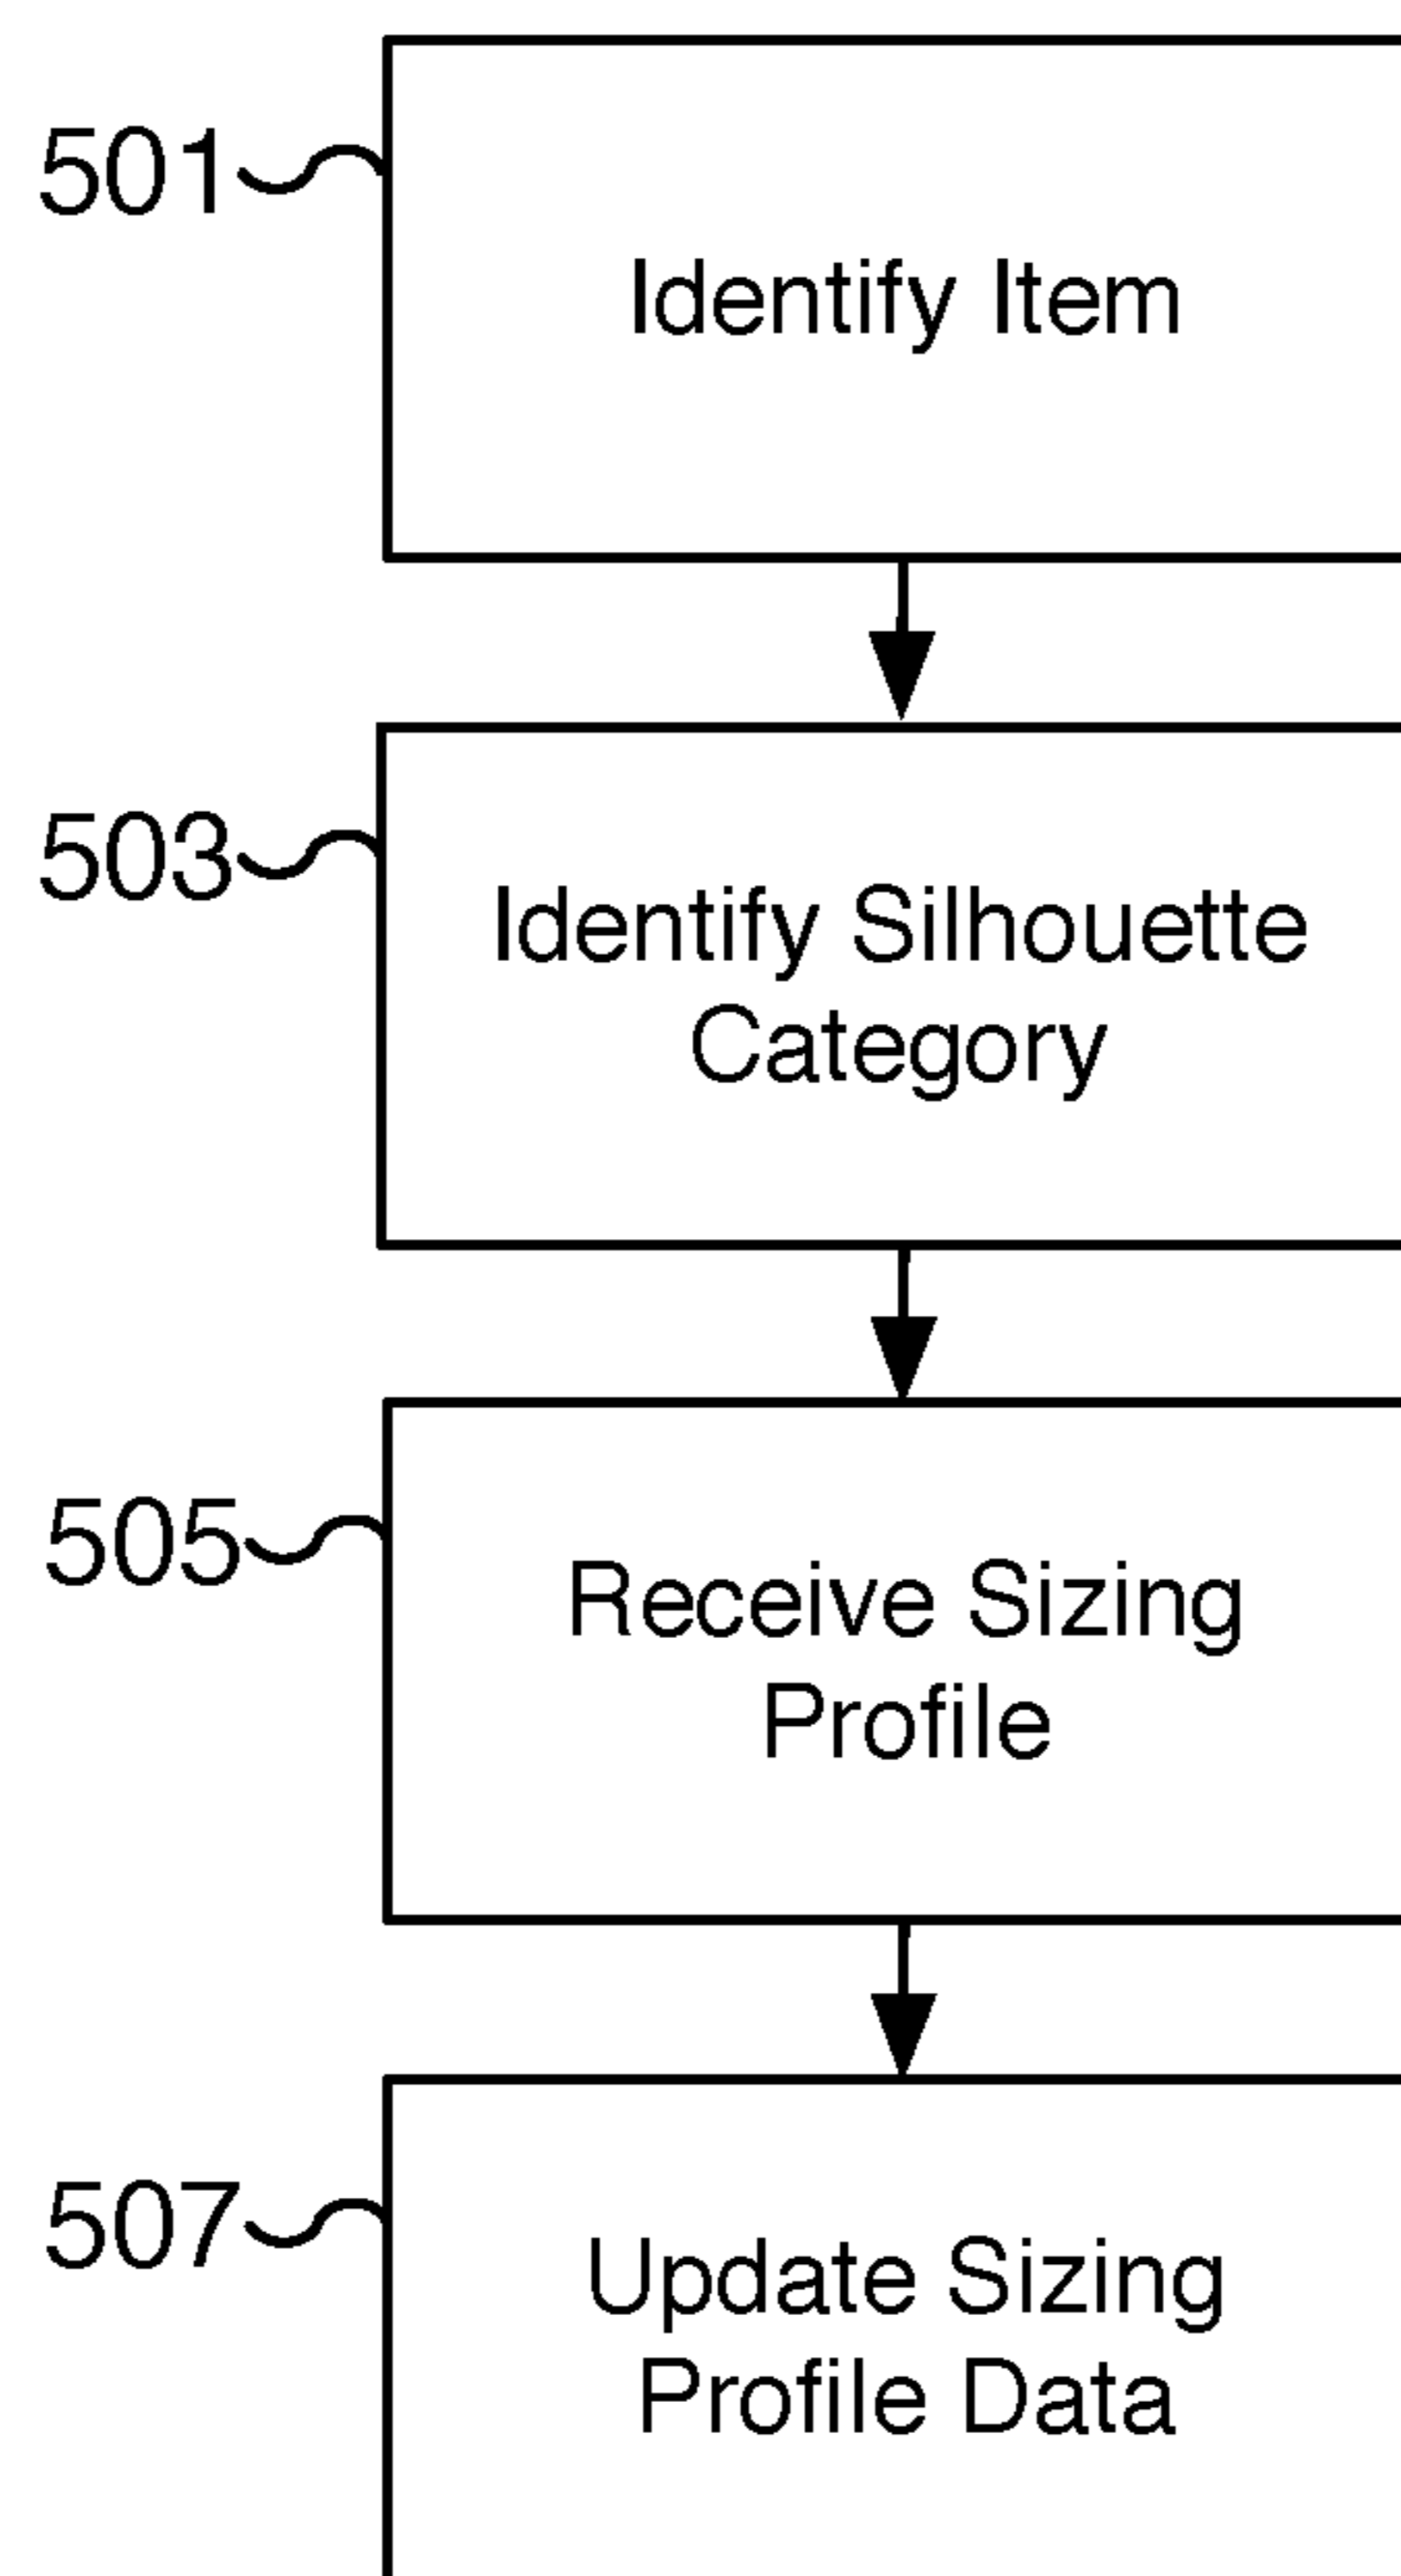 501
Identify Item
503
Identify Silhouette
Category
505
Receive Sizing
Profile
507
Update Sizing
Profile Data